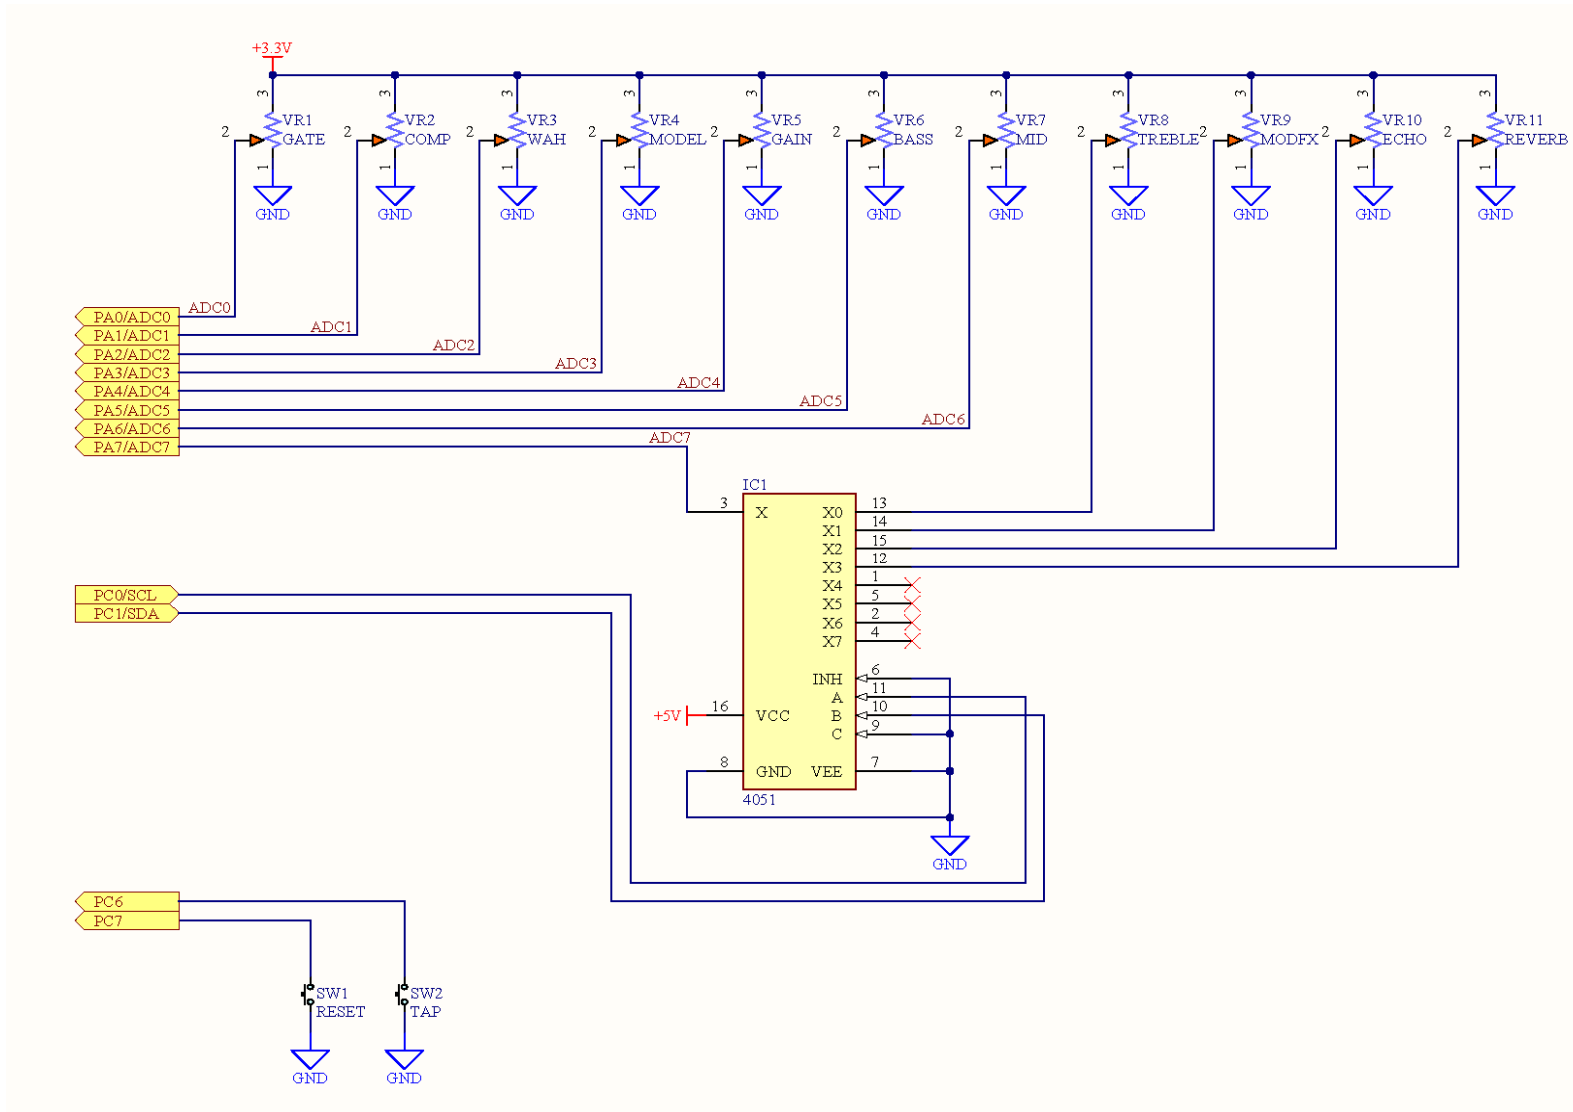 +3.3V
3 3 3 3 3 3 3 3 3 3 3
VR1 VR2 VR3 VR4 VR5 VR6 VR7 VR8 VR9 VR10 VR11
2 GATE 2 COMP 2 WAH 2 MODEL 2 GAIN 2 BASS 2 MID 2 TREBLE 2 MODFX 2 ECHO 2 REVERB
1 1 1 1 1 1 1 1 1 1 1
GND GND GND GND GND GND GND GND GND GND GND
PA0/ADC0 ADC0
PA1/ADC1 ADC1
PA2/ADC2 ADC2
PA3/ADC3 ADC3
PA4/ADC4 ADC4
PA5/ADC5 ADC5
PA6/ADC6 ADC6
PA7/ADC7 ADC7
IC1
3 X X0 13
X1 14
X2 15
X3 12
X4 1
X5 5
X6 2
X7 4
PC0/SCL
PC1/SDA
INH 6
A 11
+5V 16 VCC B 10
C 9
8 GND VEE 7
4051
GND
PC6
PC7
SW1 SW2
RESET TAP
GND GND